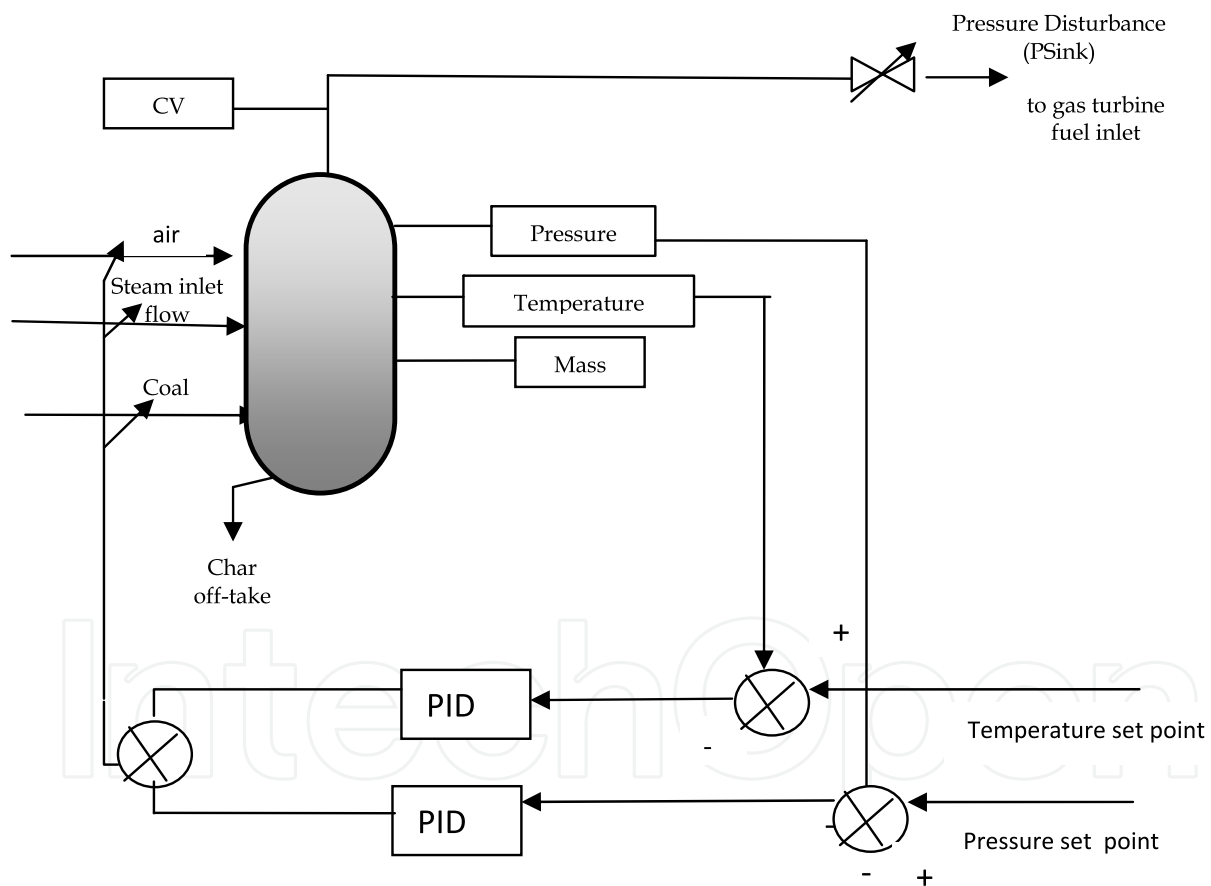 Pressure Disturbance
(PSink)
CV
to gas turbine
fuel inlet
air
Pressure
Steam inlet
flow
Temperature
Mass
Coal
Char
off-take
+
PID
-
Temperature set point
PID
-
Pressure set point
-
+
IntechOpen